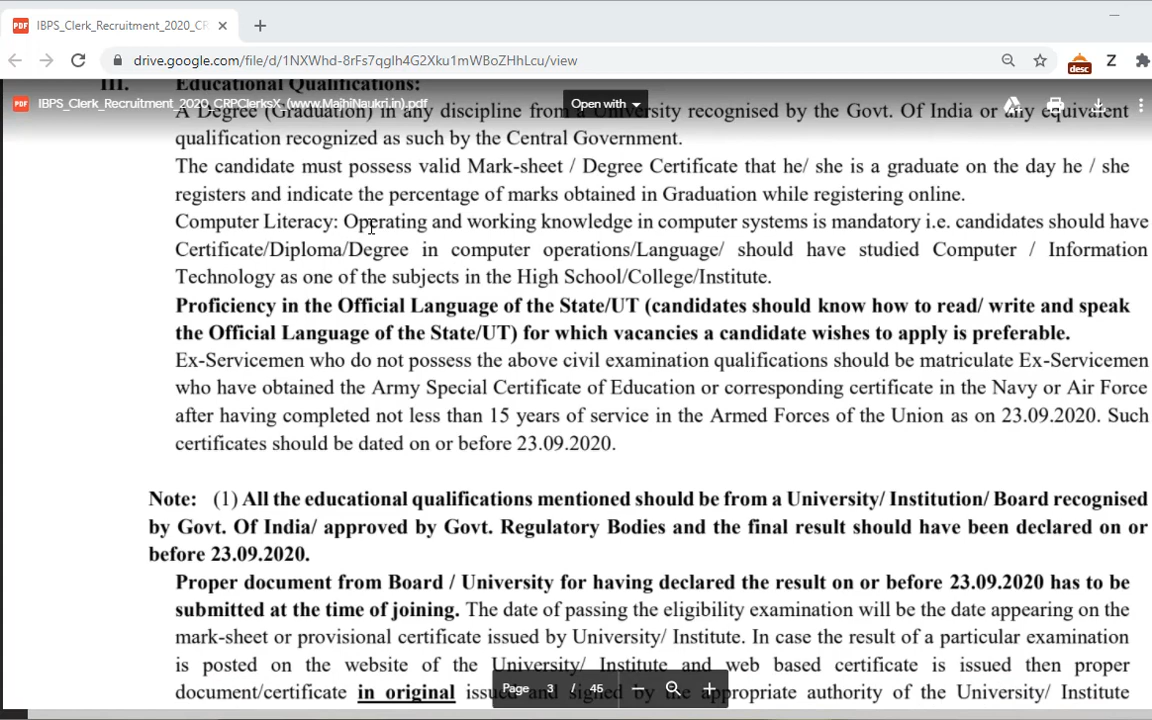 IBPS_Clerk_Recruitment_2020_CR
drive.google.com/file/d/1NXWhd-8rFs7qglh4G2Xku1mWBoZHhLcu/view
desc
Z
III. Educational Qualifications:
IBPS_Clerk_Recruitment_2020_CRPClerksX_(www.MajhiNaukri.in).pdf
Open with
A Degree (Graduation) in any discipline from a University recognised by the Govt. Of India or any equivalent
qualification recognized as such by the Central Government.
The candidate must possess valid Mark-sheet / Degree Certificate that he/ she is a graduate on the day he / she
registers and indicate the percentage of marks obtained in Graduation while registering online.
Computer Literacy: Operating and working knowledge in computer systems is mandatory i.e. candidates should have
Certificate/Diploma/Degree in computer operations/Language/ should have studied Computer / Information
Technology as one of the subjects in the High School/College/Institute.
Proficiency in the Official Language of the State/UT (candidates should know how to read/ write and speak
the Official Language of the State/UT) for which vacancies a candidate wishes to apply is preferable.
Ex-Servicemen who do not possess the above civil examination qualifications should be matriculate Ex-Servicemen
who have obtained the Army Special Certificate of Education or corresponding certificate in the Navy or Air Force
after having completed not less than 15 years of service in the Armed Forces of the Union as on 23.09.2020. Such
certificates should be dated on or before 23.09.2020.
Note: (1) All the educational qualifications mentioned should be from a University/ Institution/ Board recognised
by Govt. Of India/ approved by Govt. Regulatory Bodies and the final result should have been declared on or
before 23.09.2020.
Proper document from Board / University for having declared the result on or before 23.09.2020 has to be
submitted at the time of joining. The date of passing the eligibility examination will be the date appearing on the
mark-sheet or provisional certificate issued by University/ Institute. In case the result of a particular examination
is posted on the website of the University/ Institute and web based certificate is issued then proper
document/certificate in original issued and signed by the appropriate authority of the University/ Institute
Page 3 / 45